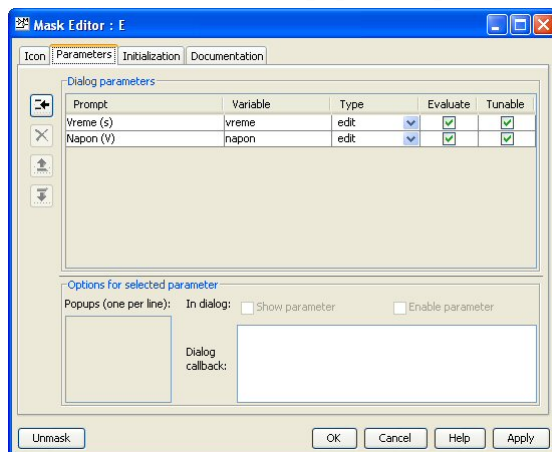 Mask Editor : E
Icon Parameters Initialization Documentation
Dialog parameters
Prompt Variable Type Evaluate Tunable
Vreme (s) vreme edit
Napon (V) napon edit
Options for selected parameter
Popups (one per line): In dialog: Show parameter Enable parameter
Dialog
callback:
Unmask OK Cancel Help Apply